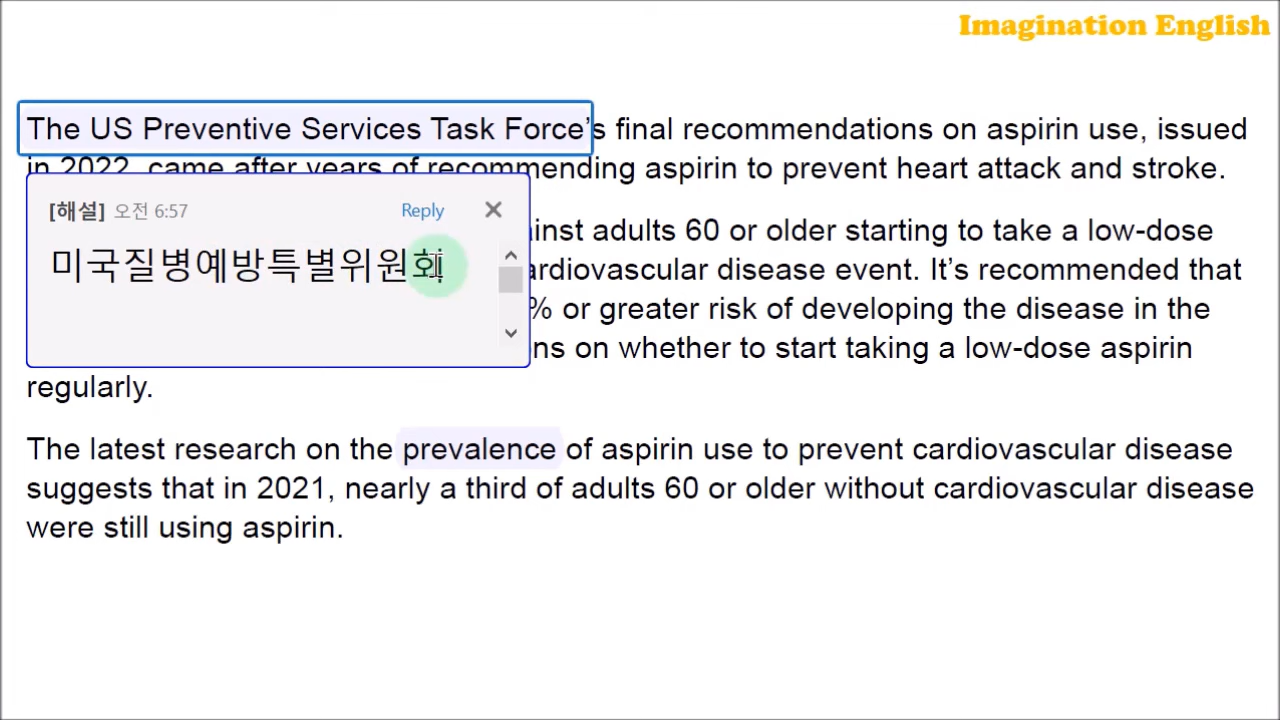 Imagination English
The US Preventive Services Task Force's final recommendations on aspirin use, issued
in 2022, came after years of recommending aspirin to prevent heart attack and stroke.
[해설] 오전 6:57 Reply
미국질병예방특별위원회
adults 60 or older starting to take a low-dose
disease event. It's recommended that
% or greater risk of developing the disease in the
on whether to start taking a low-dose aspirin
regularly.
The latest research on the prevalence of aspirin use to prevent cardiovascular disease
suggests that in 2021, nearly a third of adults 60 or older without cardiovascular disease
were still using aspirin.